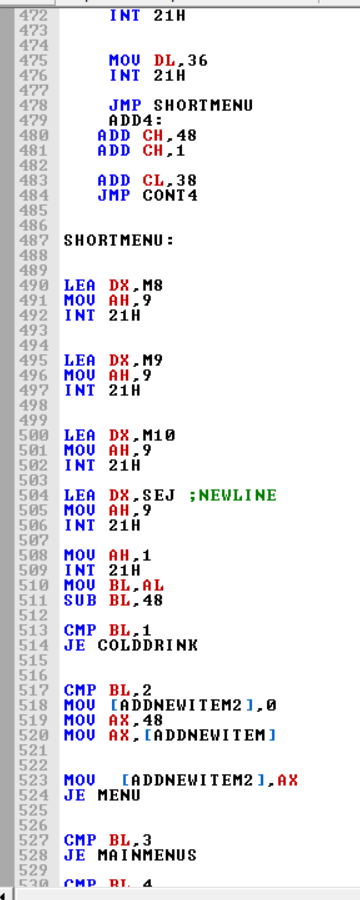 472 INT 21H
473
474
475 MOV DL,36
476 INT 21H
477
478 JMP SHORTMENU
479 ADD4:
480 ADD CH,48
481 ADD CH,1
482
483 ADD CL,38
484 JMP CONT4
485
486
487 SHORTMENU:
488
489
490 LEA DX,M8
491 MOV AH,9
492 INT 21H
493
494
495 LEA DX,M9
496 MOV AH,9
497 INT 21H
498
499
500 LEA DX,M10
501 MOV AH,9
502 INT 21H
503
504 LEA DX,SEJ ;NEWLINE
505 MOV AH,9
506 INT 21H
507
508 MOV AH,1
509 INT 21H
510 MOV BL,AL
511 SUB BL,48
512
513 CMP BL,1
514 JE COLDDRINK
515
516
517 CMP BL,2
518 MOV [ADDNEWITEM2],0
519 MOV AX,48
520 MOV AX,[ADDNEWITEM]
521
522
523 MOV [ADDNEWITEM2],AX
524 JE MENU
525
526
527 CMP BL,3
528 JE MAINMENUS
529
530 CMP BL,4